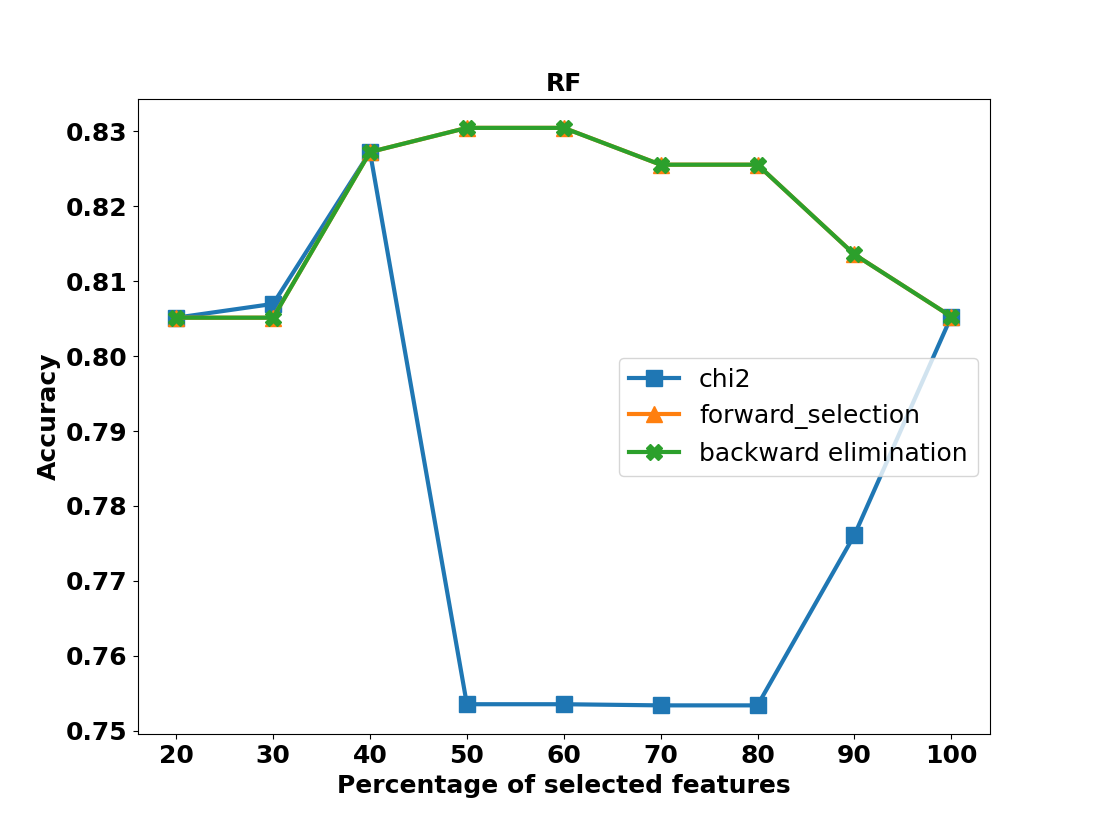 RF
0.83
0.82
0.81
0.80
0.79
0.78
0.77
0.76
0.75
Accuracy
chi2
forward_selection
backward elimination
20 30 40 50 60 70 80 90 100
Percentage of selected features